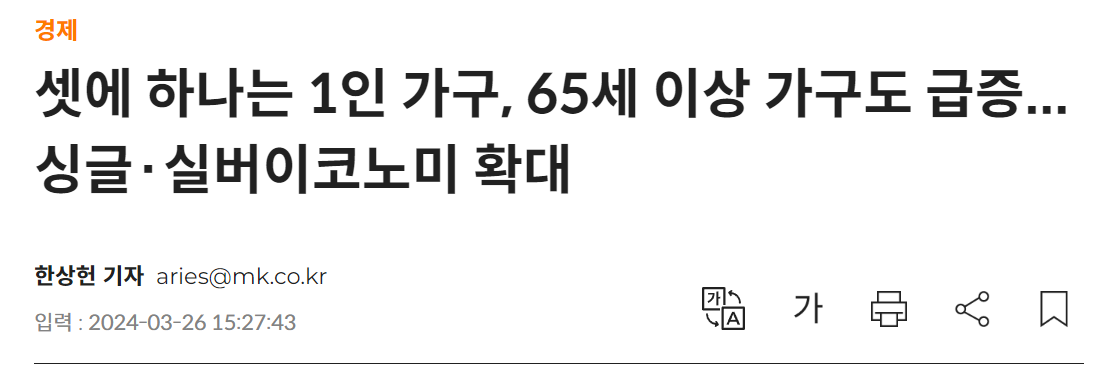 경제
셋에 하나는 1인 가구, 65세 이상 가구도 급증…
싱글·실버이코노미 확대
한상헌 기자 aries@mk.co.kr
입력 : 2024-03-26 15:27:43
가 A 가